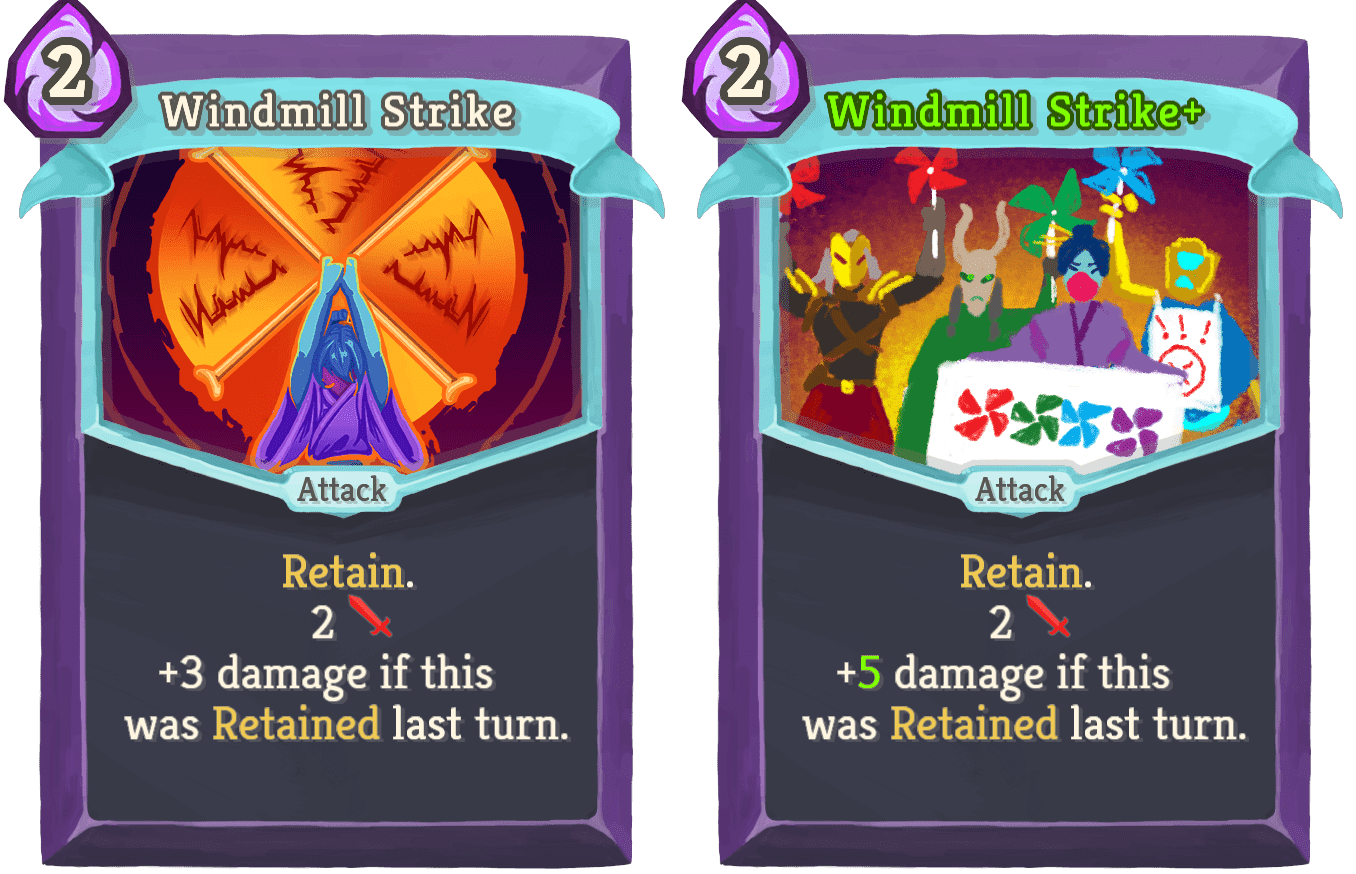 2
Windmill Strike
Attack
Retain.
2
+3 damage if this
was Retained last turn.
2
Windmill Strike+
!!!
Attack
Retain.
2
+5 damage if this
was Retained last turn.